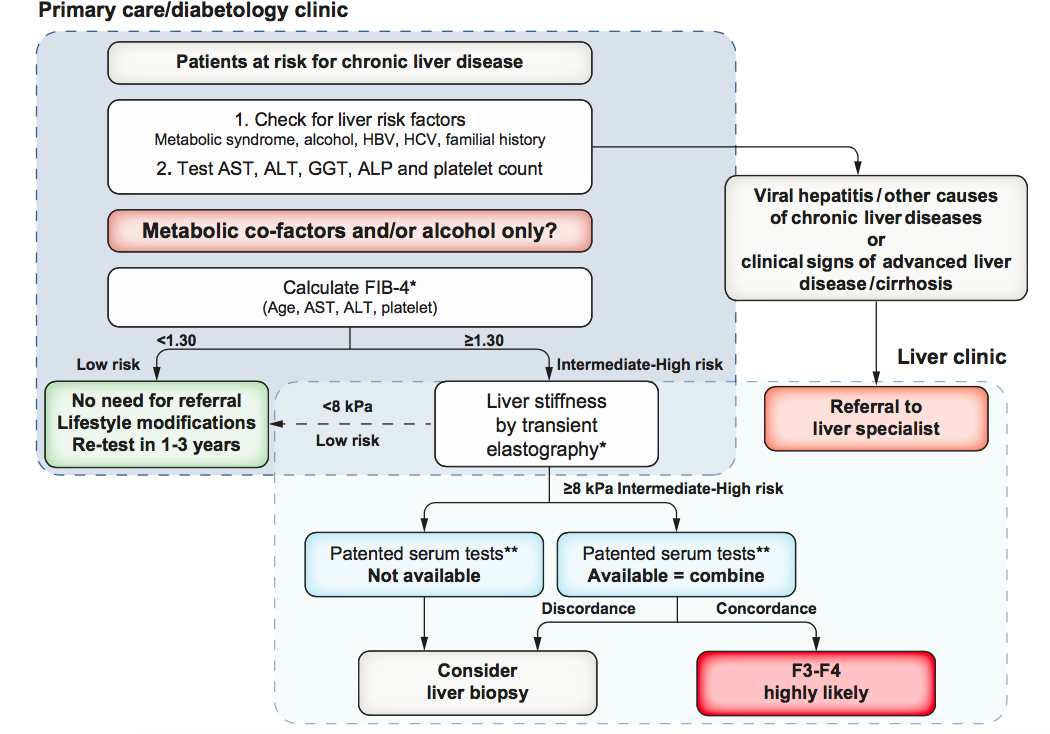 Primary care/diabetology clinic
Patients at risk for chronic liver disease
1. Check for liver risk factors
Metabolic syndrome, alcohol, HBV, HCV, familial history
2. Test AST, ALT, GGT, ALP and platelet count
Metabolic co-factors and/or alcohol only?
Viral hepatitis/other causes
of chronic liver diseases
or
clinical signs of advanced liver
disease/cirrhosis
Calculate FIB-4*
(Age, AST, ALT, platelet)
<1.30
≥1.30
Low risk
Intermediate-High risk
Liver clinic
No need for referral
Lifestyle modifications
Re-test in 1-3 years
<8 kPa
Low risk
Liver stiffness
by transient
elastography*
Referral to
liver specialist
≥8 kPa Intermediate-High risk
Patented serum tests**
Not available
Patented serum tests**
Available = combine
Discordance
Concordance
Consider
liver biopsy
F3-F4
highly likely